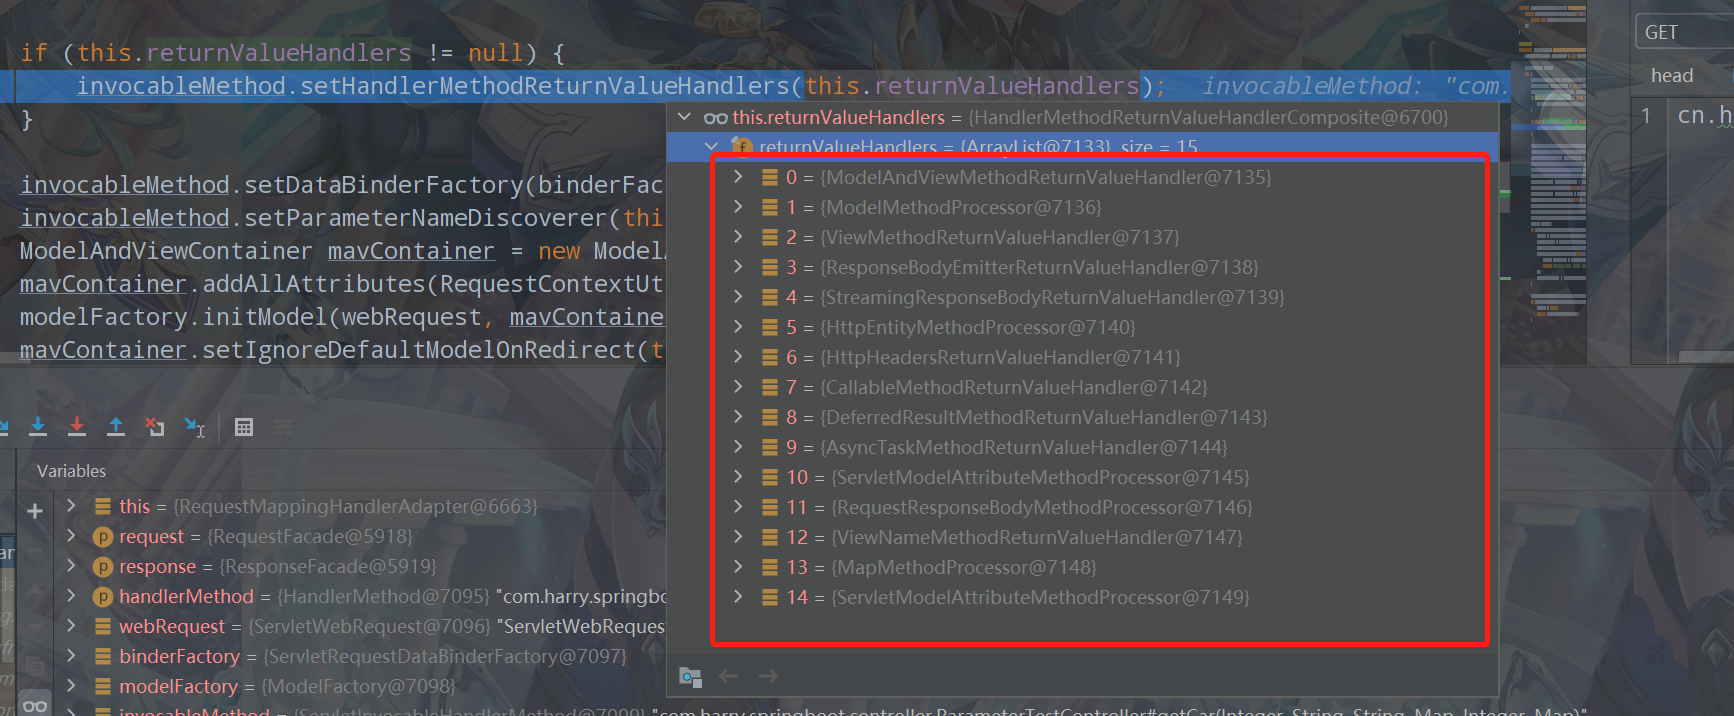 if (this.returnValueHandlers != null) {
invocableMethod.setHandlerMethodReturnValueHandlers(this.returnValueHandlers); invocableMethod: "com.
}
invocableMethod.setDataBinderFactory(binderFac
invocableMethod.setParameterNameDiscoverer(thi
ModelAndViewContainer mavContainer = new Model
mavContainer.addAllAttributes(RequestContextUt
modelFactory.initModel(webRequest, mavContaine
mavContainer.setIgnoreDefaultModelOnRedirect(t
this.returnValueHandlers = {HandlerMethodReturnValueHandlerComposite@6700}
returnValueHandlers = {ArrayList@7133} size = 15
0 = {ModelAndViewMethodReturnValueHandler@7135}
1 = {ModelMethodProcessor@7136}
2 = {ViewMethodReturnValueHandler@7137}
3 = {ResponseBodyEmitterReturnValueHandler@7138}
4 = {StreamingResponseBodyReturnValueHandler@7139}
5 = {HttpEntityMethodProcessor@7140}
6 = {HttpHeadersReturnValueHandler@7141}
7 = {CallableMethodReturnValueHandler@7142}
8 = {DeferredResultMethodReturnValueHandler@7143}
9 = {AsyncTaskMethodReturnValueHandler@7144}
10 = {ServletModelAttributeMethodProcessor@7145}
11 = {RequestResponseBodyMethodProcessor@7146}
12 = {ViewNameMethodReturnValueHandler@7147}
13 = {MapMethodProcessor@7148}
14 = {ServletModelAttributeMethodProcessor@7149}
GET
head
1 cn.h
Variables
this = {RequestMappingHandlerAdapter@6663}
request = {RequestFacade@5918}
response = {ResponseFacade@5919}
handlerMethod = {HandlerMethod@7095} "com.harry.springbo
webRequest = {ServletWebRequest@7096} "ServletWebReques
binderFactory = {ServletRequestDataBinderFactory@7097}
modelFactory = {ModelFactory@7098}
invocableMethod = {ServletInvocableHandlerMethod@7099} "com.harry.springboot.controller.ParameterTestController#getCar(Integer, String, String, Map, Integer, Map)"